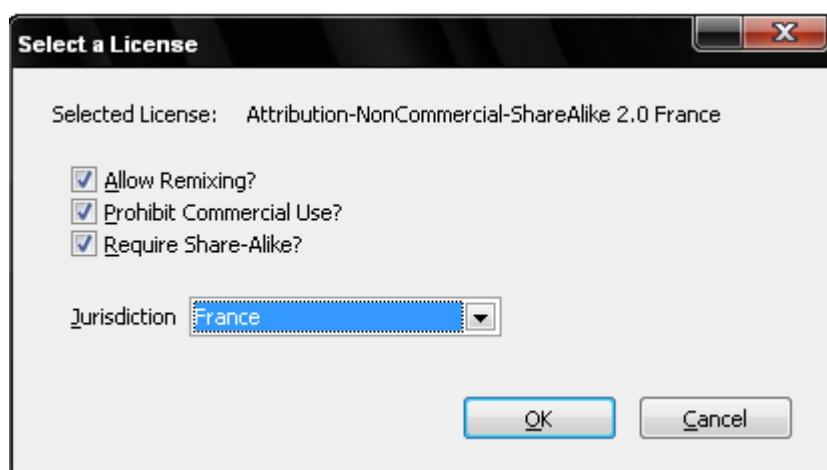 Select a License
Selected License: Attribution-NonCommercial-ShareAlike 2.0 France
Allow Remixing?
Prohibit Commercial Use?
Require Share-Alike?
Jurisdiction France
OK Cancel